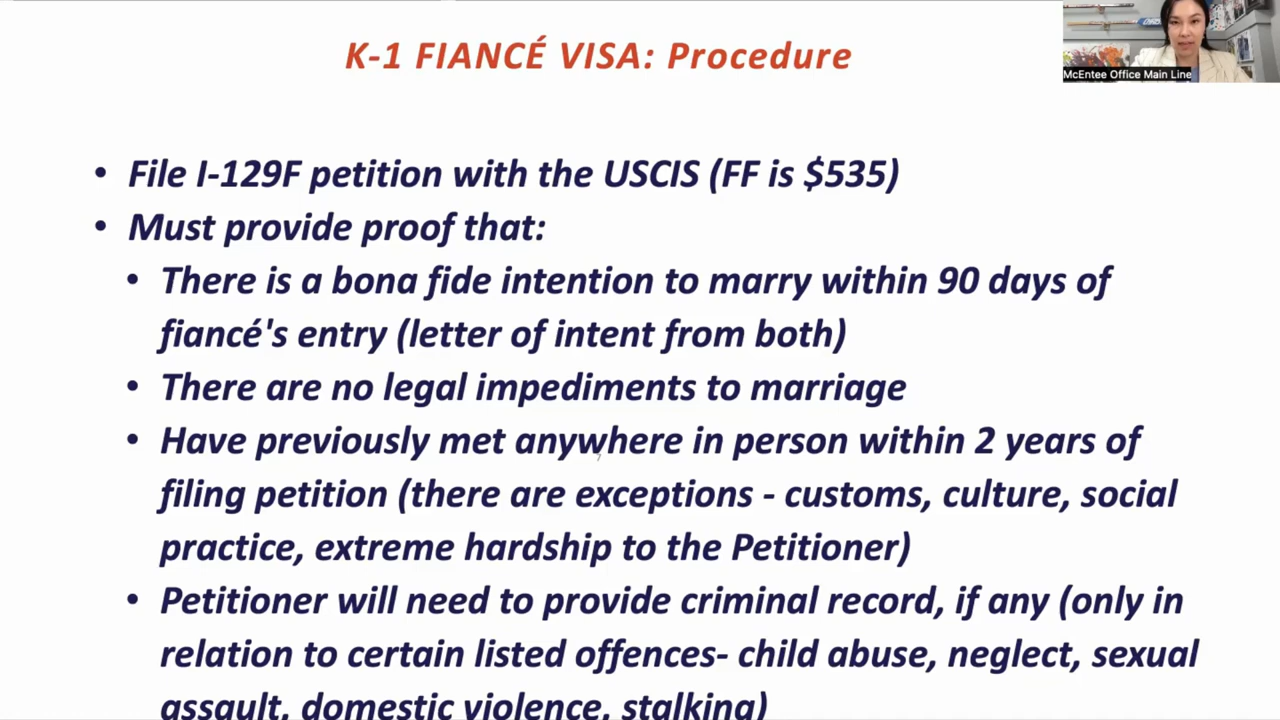 K-1 FIANCÉ VISA: Procedure
McEntee Office Main Line
• File I-129F petition with the USCIS (FF is $535)
• Must provide proof that:
• There is a bona fide intention to marry within 90 days of
fiancé's entry (letter of intent from both)
• There are no legal impediments to marriage
• Have previously met anywhere in person within 2 years of
filing petition (there are exceptions - customs, culture, social
practice, extreme hardship to the Petitioner)
• Petitioner will need to provide criminal record, if any (only in
relation to certain listed offences- child abuse, neglect, sexual
assault, domestic violence, stalking)